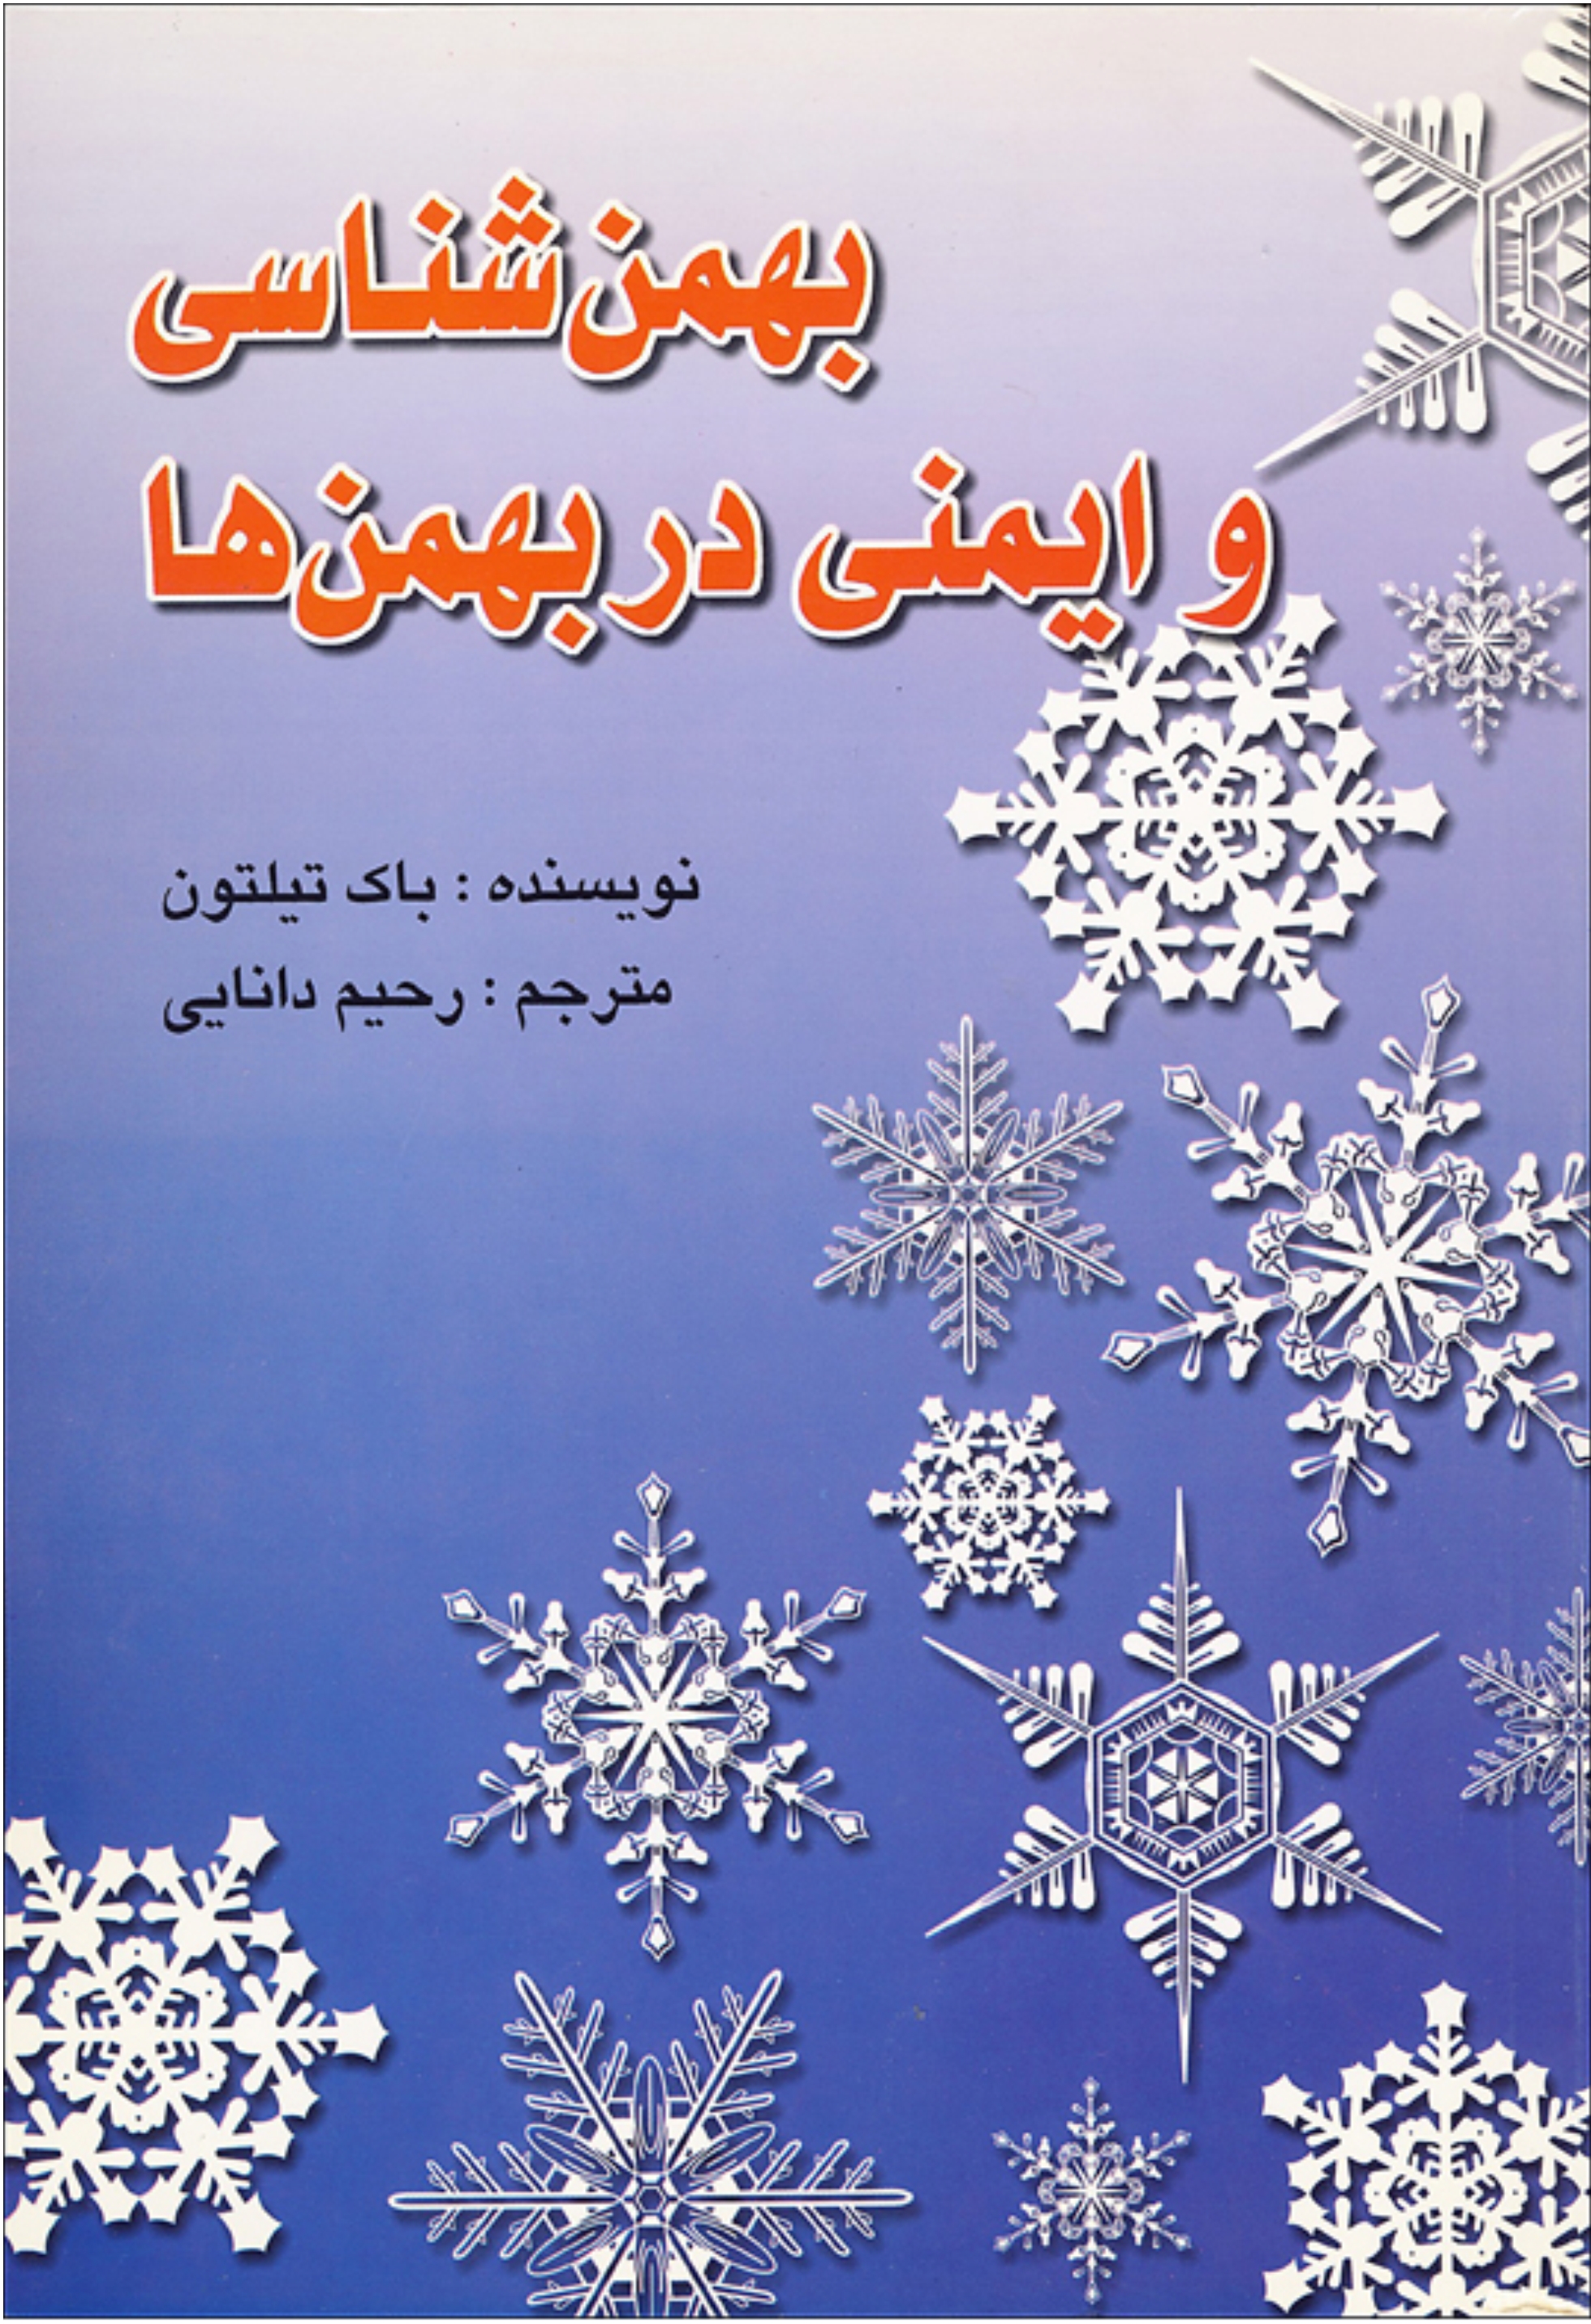 بهمن‌شناسی
و ایمنی در بهمن‌ها
نویسنده : باک تیلتون
مترجم : رحیم دانایی